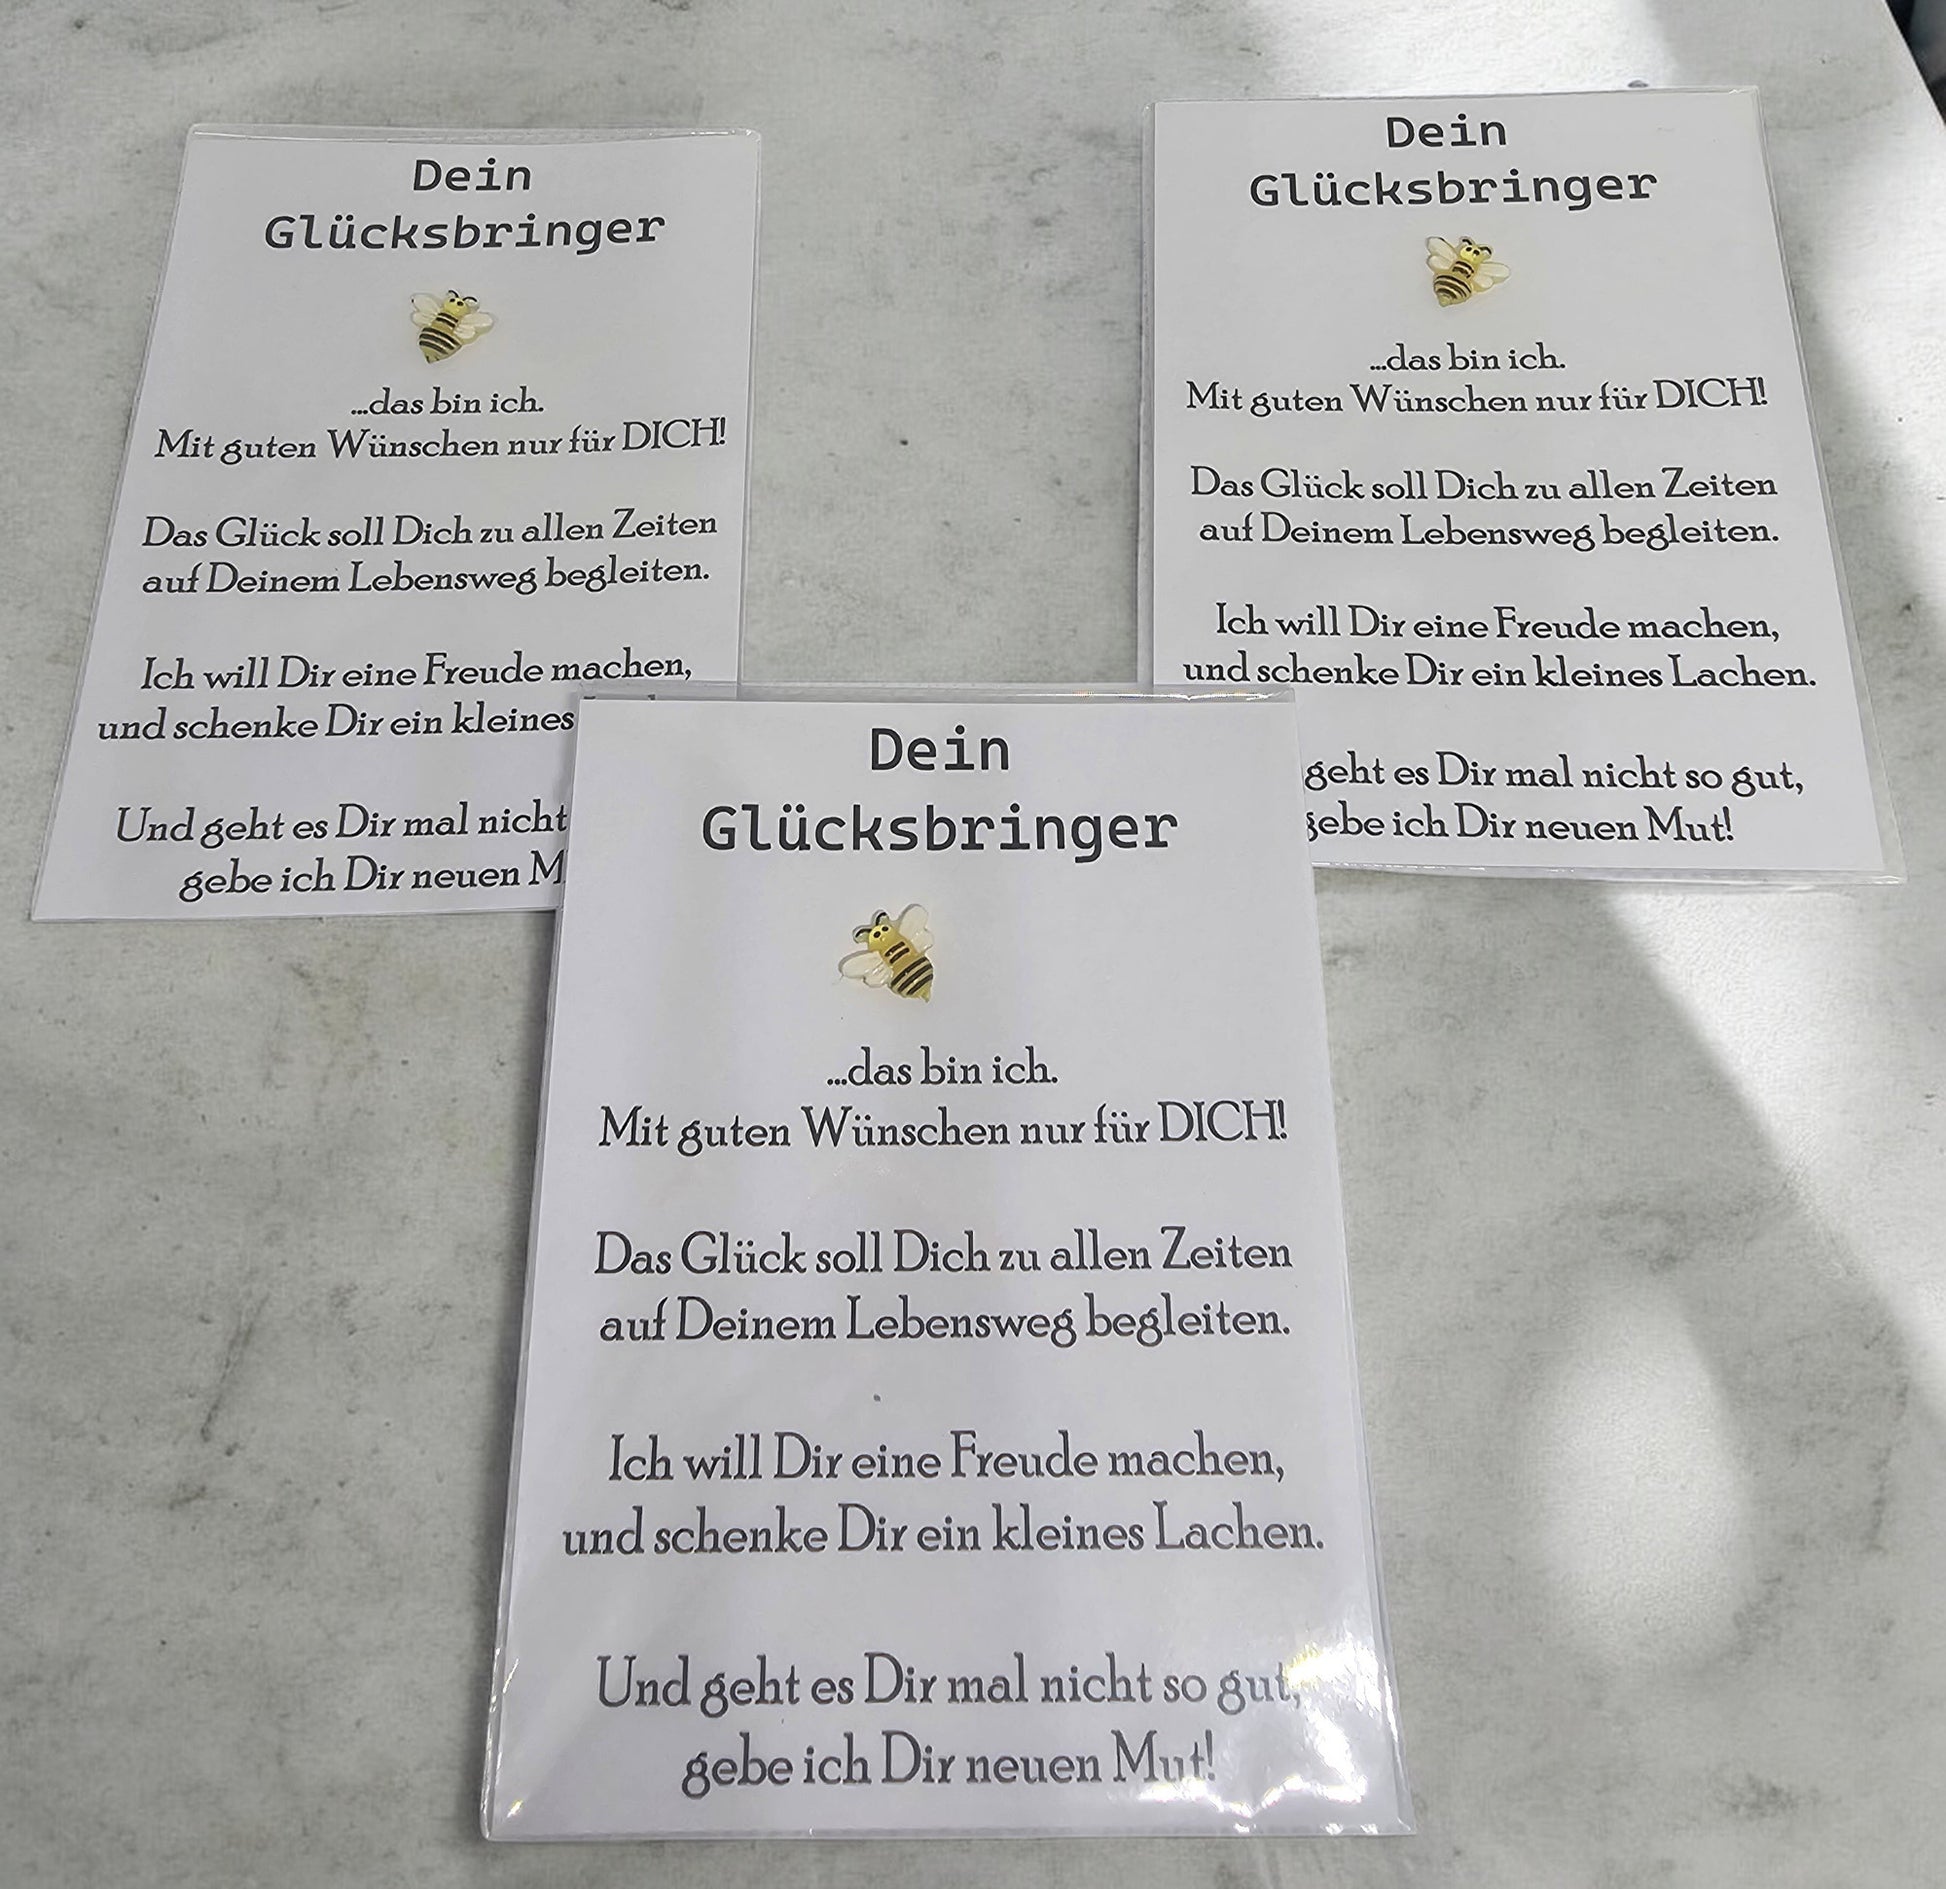 Dein
Glücksbringer
...das bin ich.
Mit guten Wünschen nur für DICH!
Das Glück soll Dich zu allen Zeiten
auf Deinem Lebensweg begleiten.
Ich will Dir eine Freude machen,
und schenke Dir ein kleines
Und geht es Dir mal nicht
gebe ich Dir neuen
Dein
Glücksbringer
...das bin ich.
Mit guten Wünschen nur für DICH!
Das Glück soll Dich zu allen Zeiten
auf Deinem Lebensweg begleiten.
Ich will Dir eine Freude machen,
und schenke Dir ein kleines Lachen.
geht es Dir mal nicht so gut,
gebe ich Dir neuen Mut!
Dein
Glücksbringer
...das bin ich.
Mit guten Wünschen nur für DICH!
Das Glück soll Dich zu allen Zeiten
auf Deinem Lebensweg begleiten.
Ich will Dir eine Freude machen,
und schenke Dir ein kleines Lachen.
Und geht es Dir mal nicht so gut,
gebe ich Dir neuen Mut!